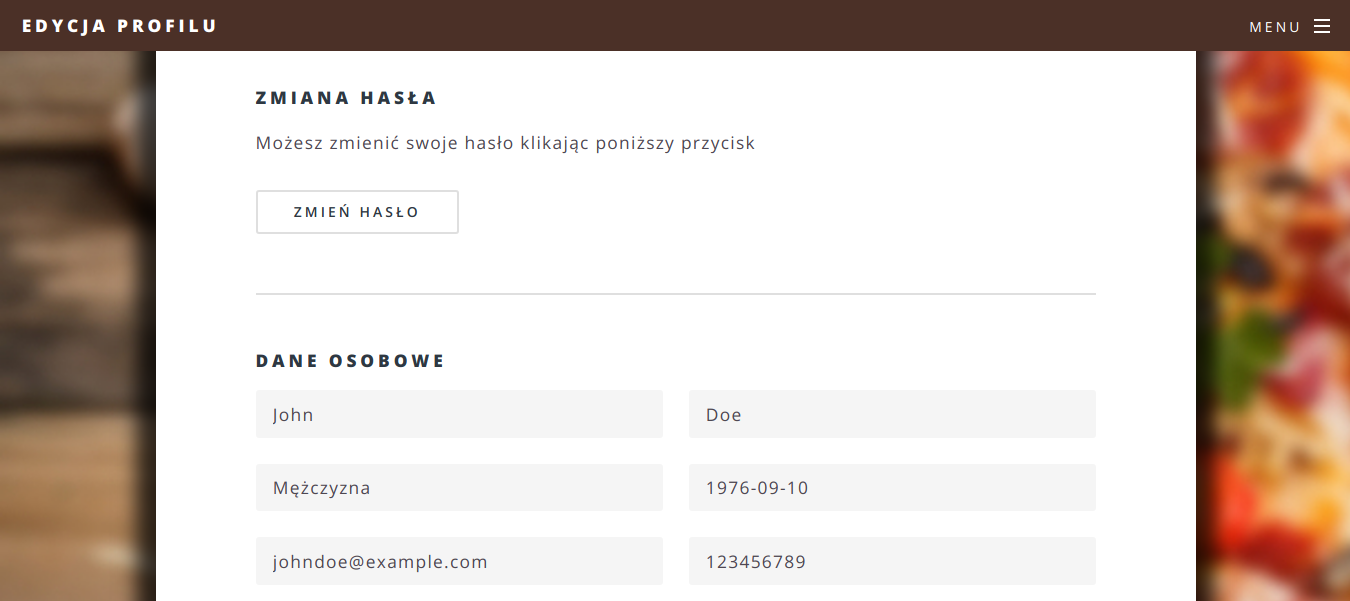 EDYCJA PROFILU
MENU
ZMIANA HASŁA
Możesz zmienić swoje hasło klikając poniższy przycisk
ZMIEŃ HASŁO
DANE OSOBOWE
John
Doe
Mężczyzna
1976-09-10
johndoe@example.com
123456789